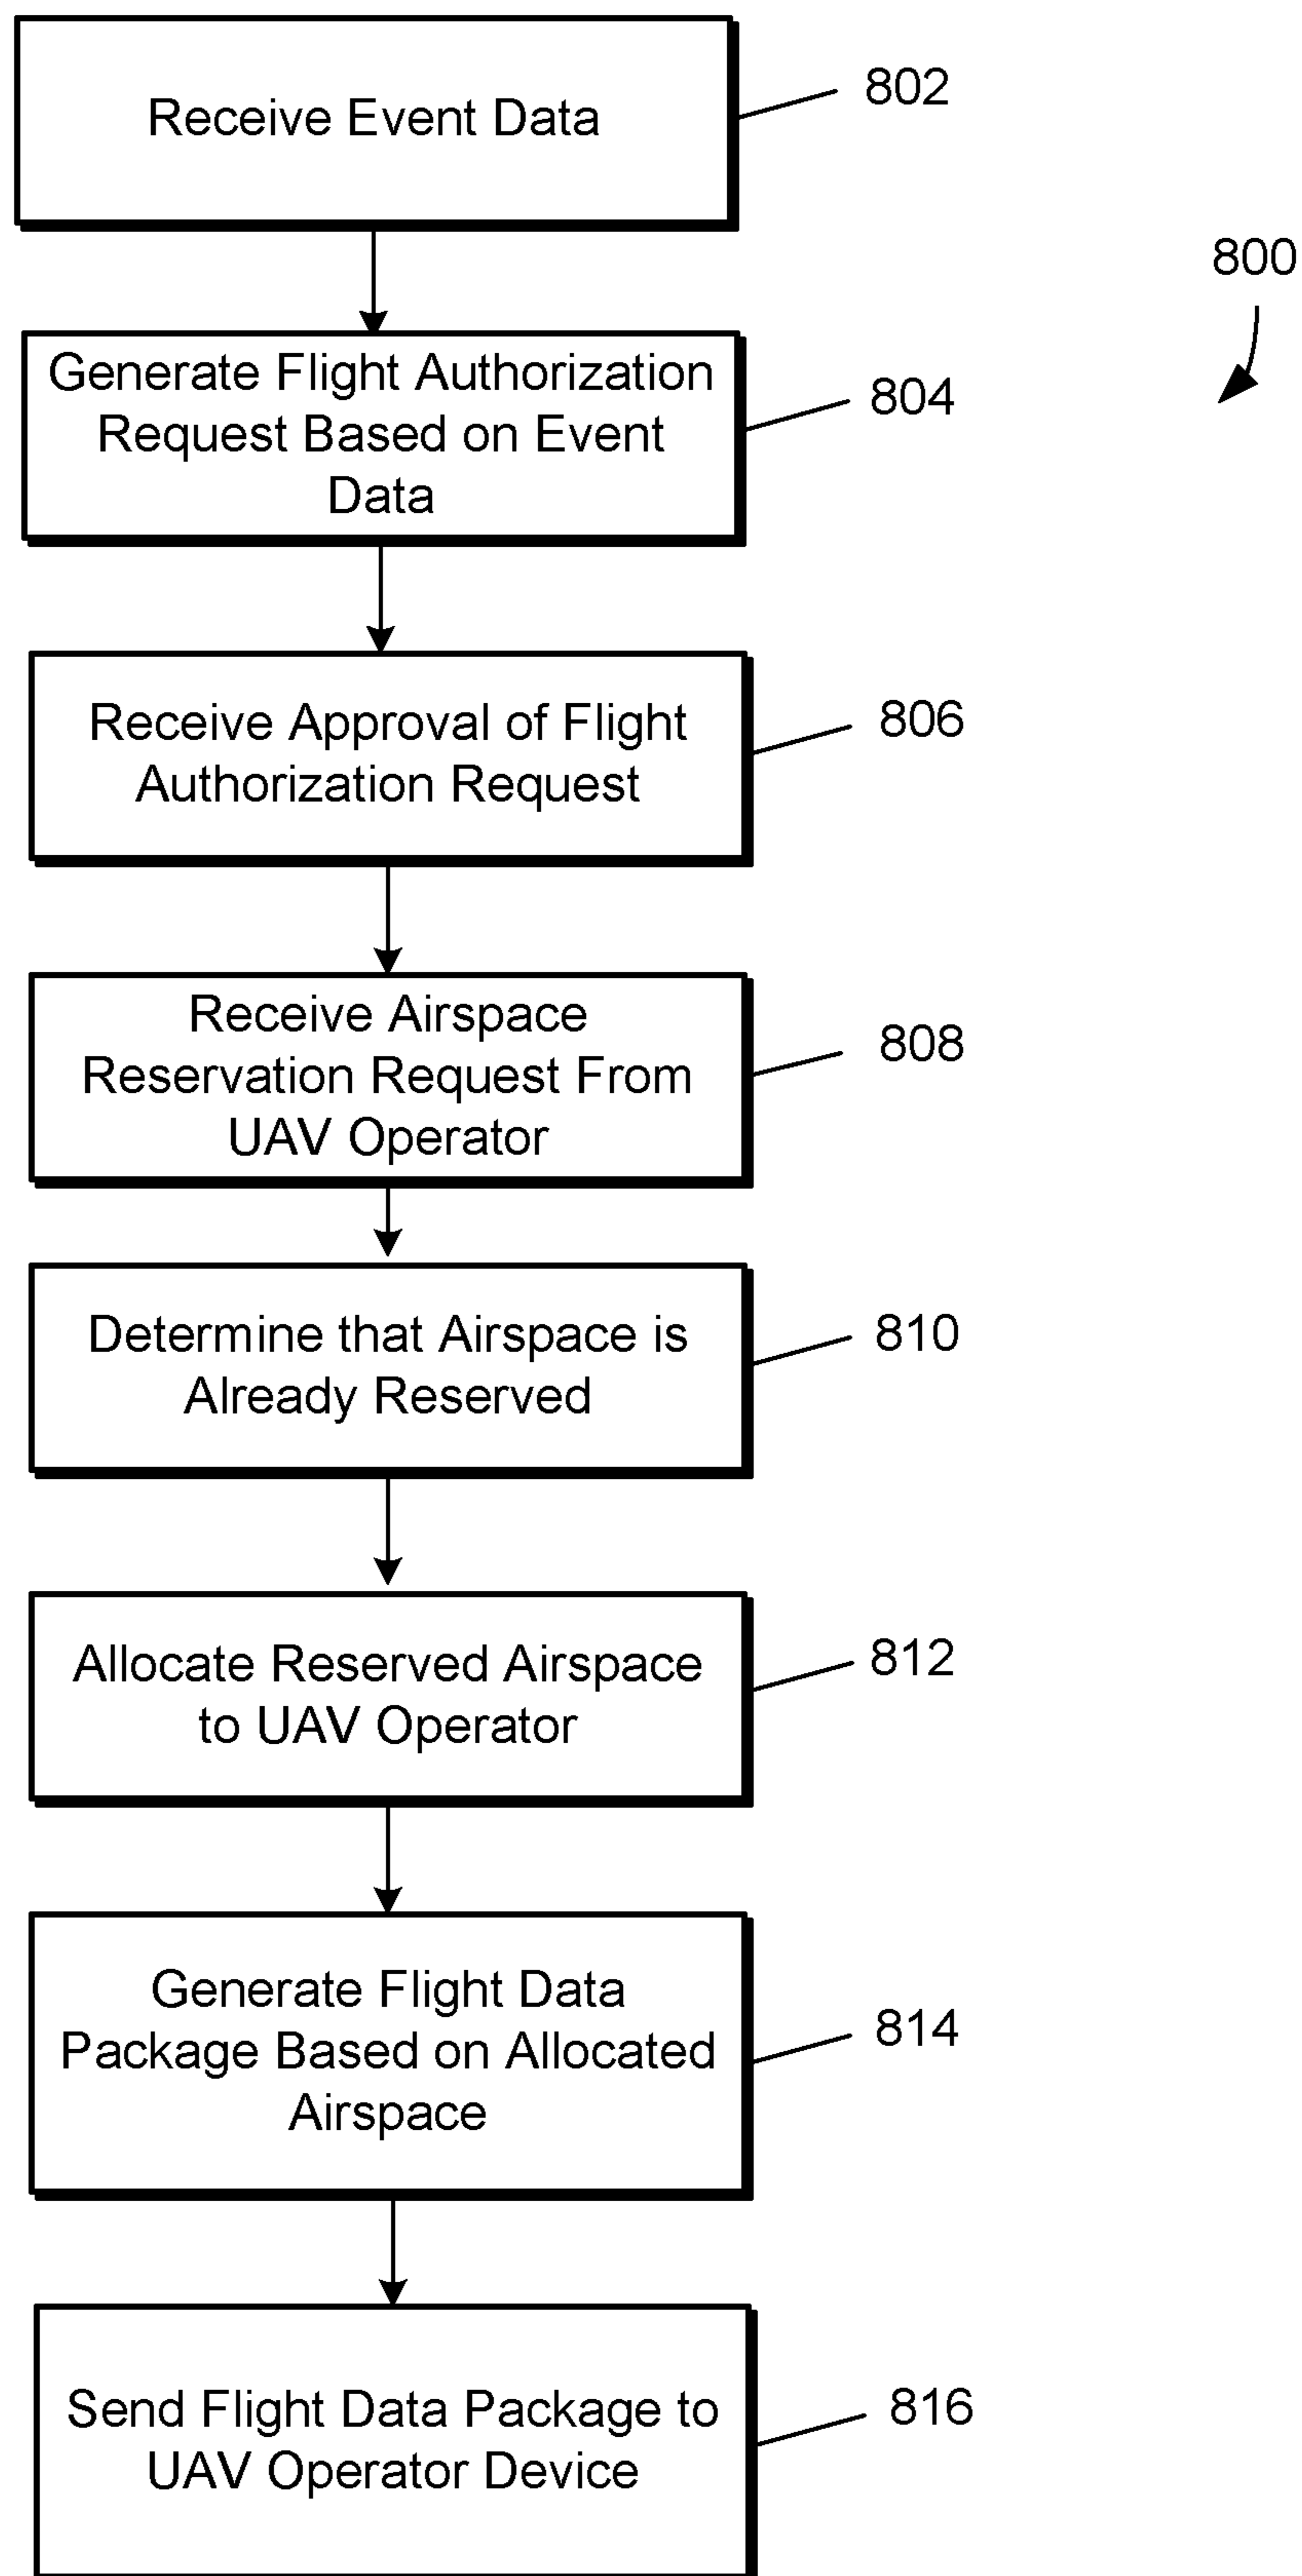 Receive Event Data
802
800
Generate Flight Authorization
Request Based on Event
Data
804
Receive Approval of Flight
Authorization Request
806
Receive Airspace
Reservation Request From
UAV Operator
808
Determine that Airspace is
Already Reserved
810
Allocate Reserved Airspace
to UAV Operator
812
Generate Flight Data
Package Based on Allocated
Airspace
814
Send Flight Data Package to
UAV Operator Device
816